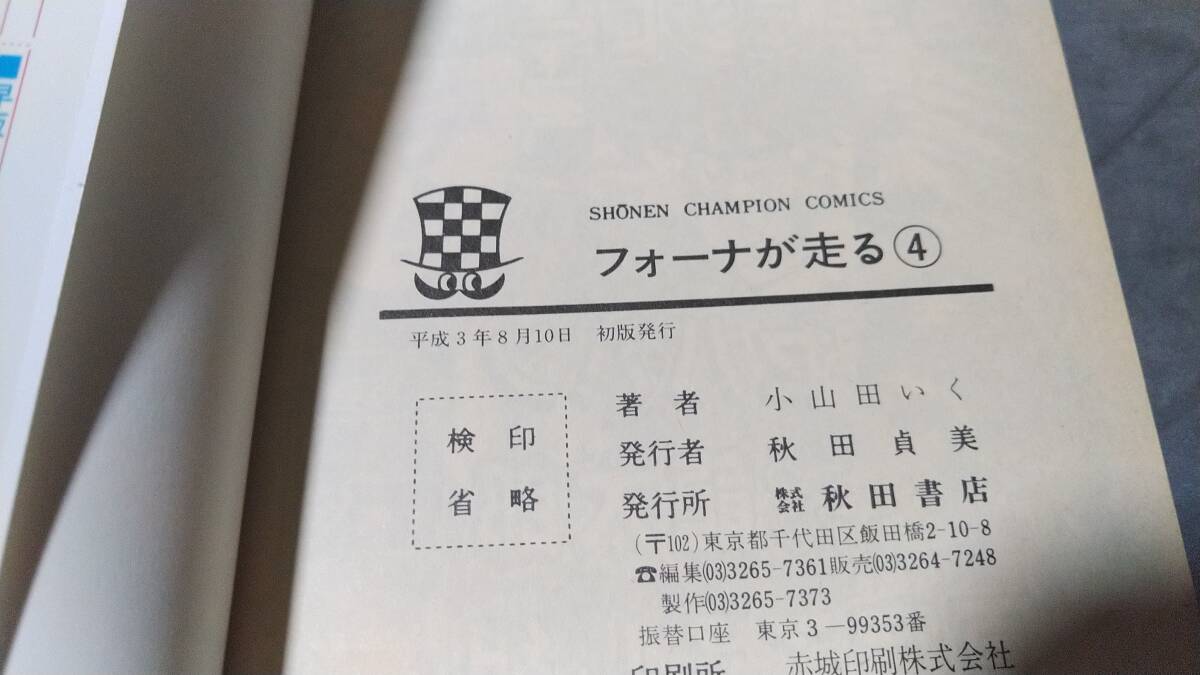 SHŌNEN CHAMPION COMICS
フォーナが走る④
平成3年8月10日 初版発行
検印
省略
著者 小山田いく
発行者 秋田貞美
発行所 株式会社 秋田書店
(〒102)東京都千代田区飯田橋2-10-8
☎編集(03)3265-7361販売(03)3264-7248
製作(03)3265-7373
振替口座 東京3―99353番
印刷所 赤城印刷株式会社